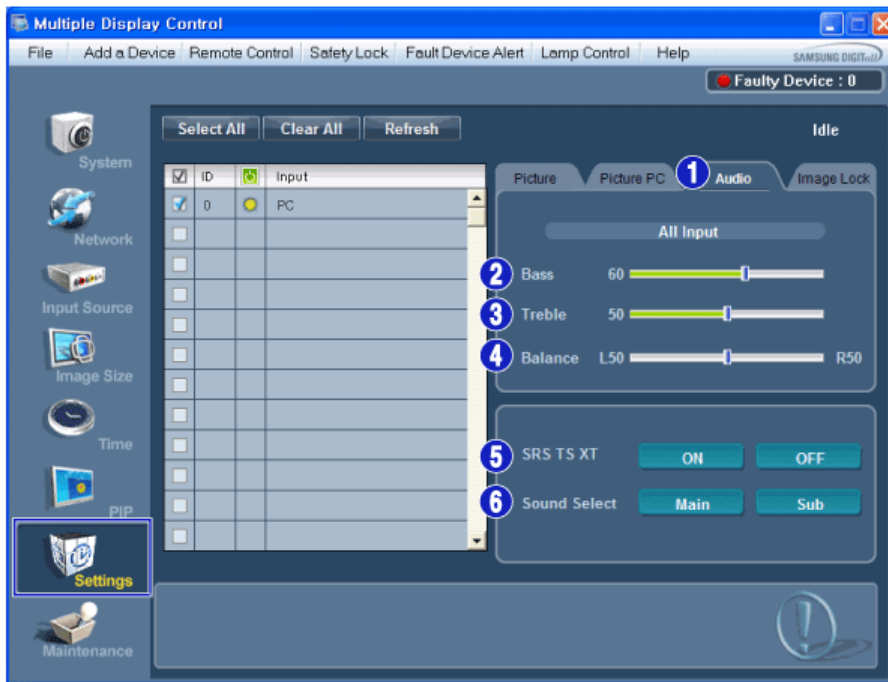 Multiple Display Control
File Add a Device Remote Control Safety Lock Fault Device Alert Lamp Control Help
Faulty Device : 0
Select All Clear All Refresh
Idle
System
Network
Input Source
Image Size
Time
PIP
Settings
Maintenance
ID Input
0 PC
Picture Picture PC 1 Audio Image Lock
All Input
2 Bass 60
3 Treble 50
4 Balance L50 R50
5 SRS TS XT ON OFF
6 Sound Select Main Sub